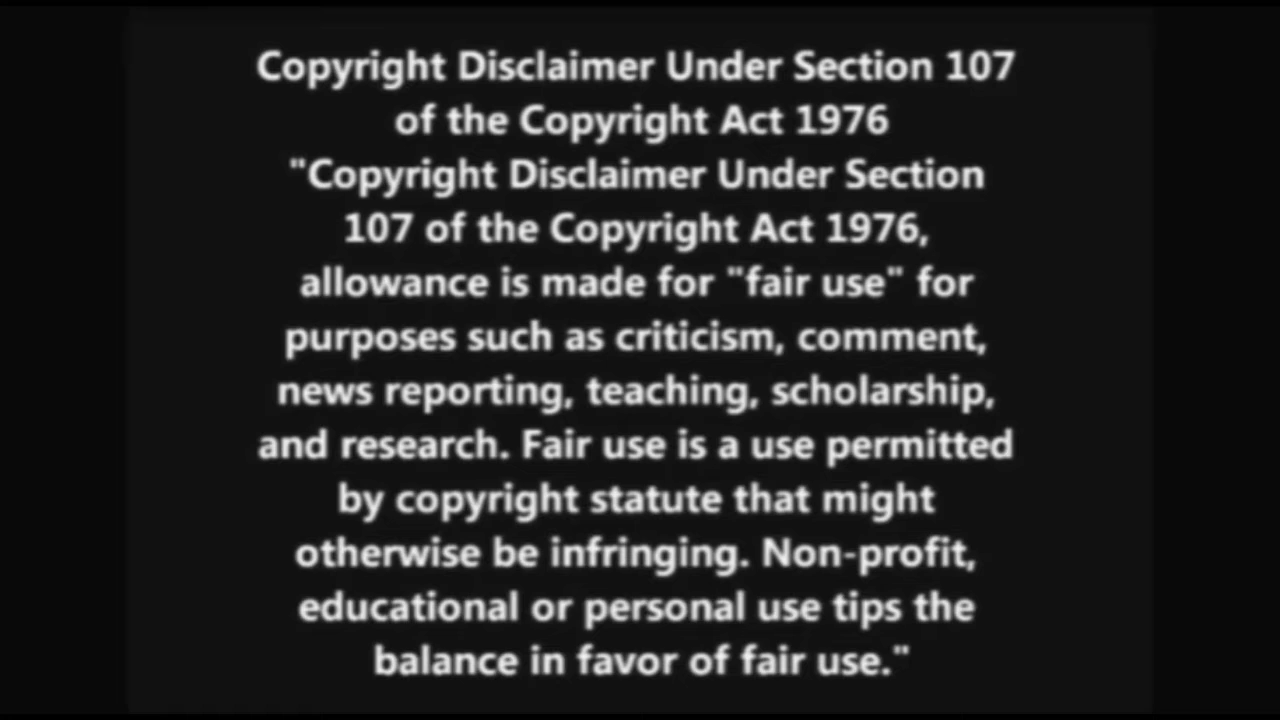 Copyright Disclaimer Under Section 107
of the Copyright Act 1976
"Copyright Disclaimer Under Section
107 of the Copyright Act 1976,
allowance is made for "fair use" for
purposes such as criticism, comment,
news reporting, teaching, scholarship,
and research. Fair use is a use permitted
by copyright statute that might
otherwise be infringing. Non-profit,
educational or personal use tips the
balance in favor of fair use."